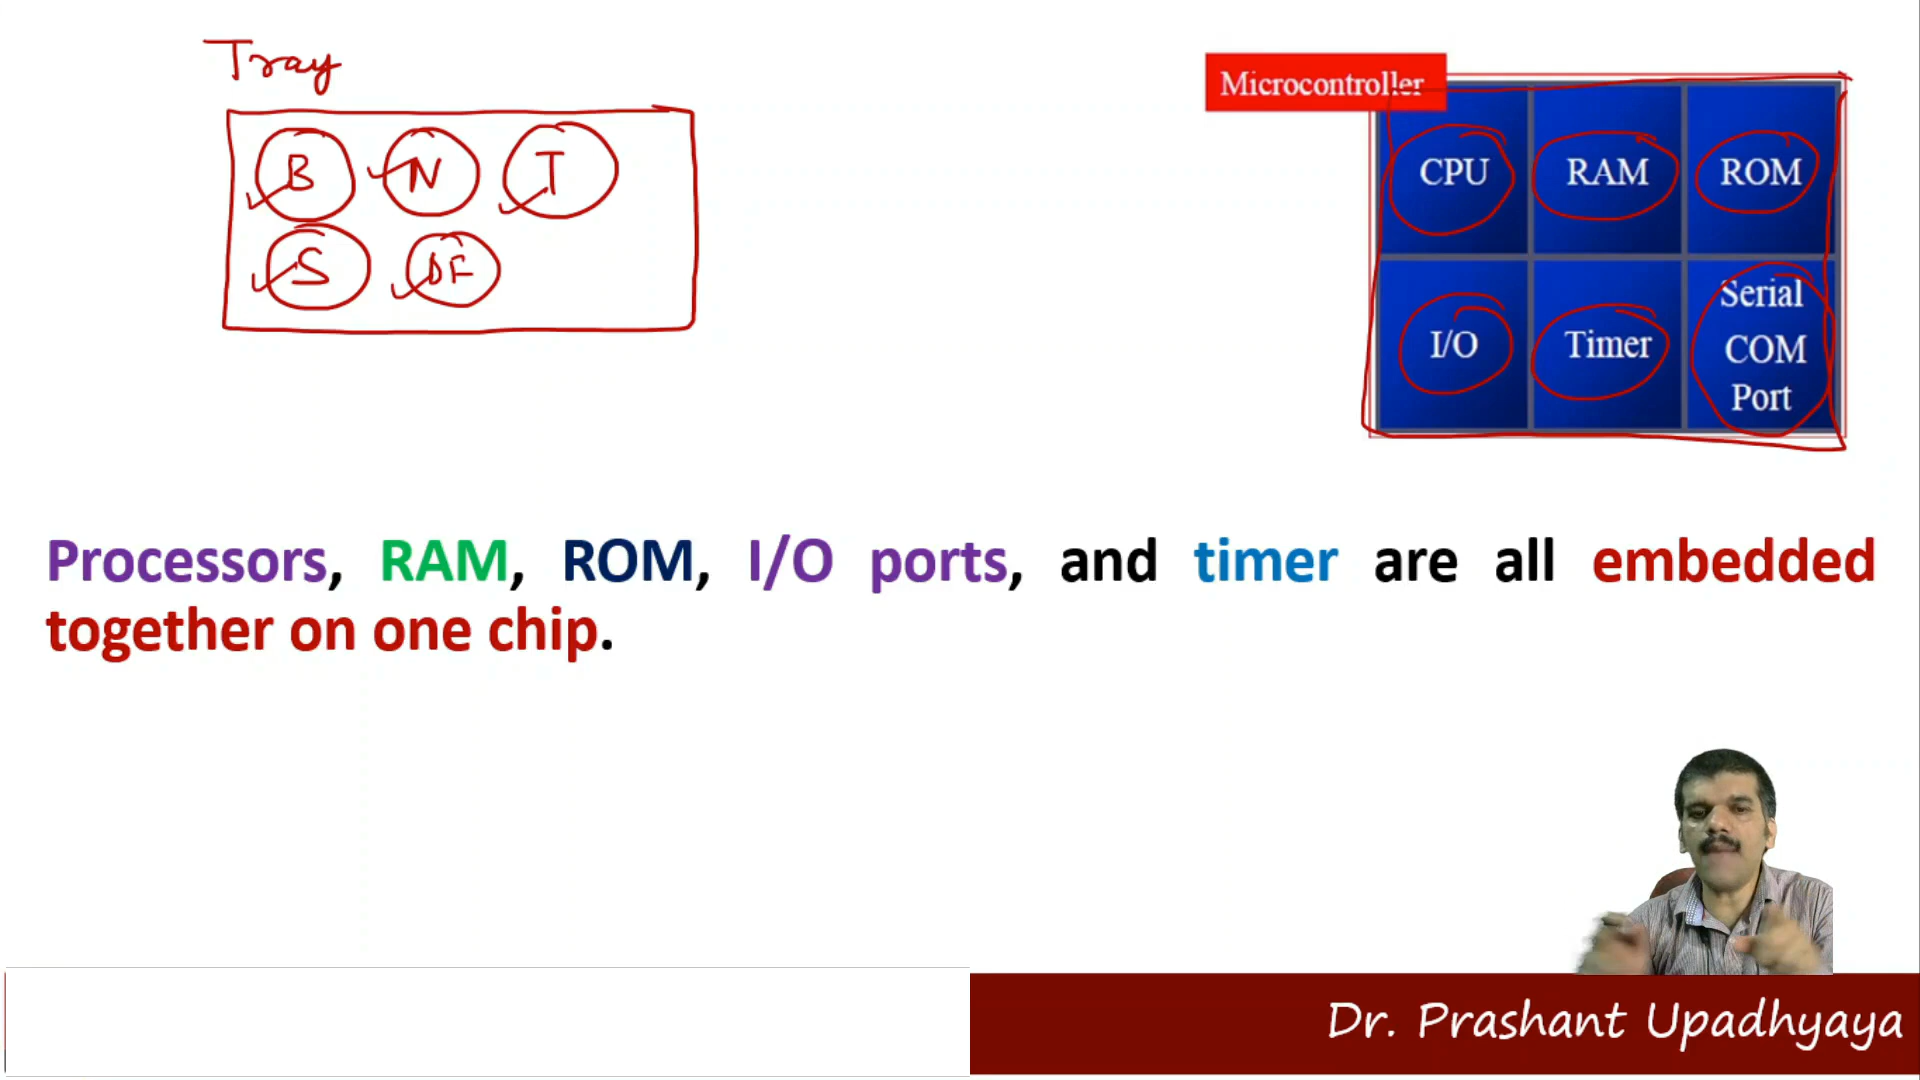 Tray
B N T
S DF
Microcontroller
CPU RAM ROM
I/O Timer Serial COM Port
Processors, RAM, ROM, I/O ports, and timer are all embedded
together on one chip.
Dr. Prashant Upadhyaya